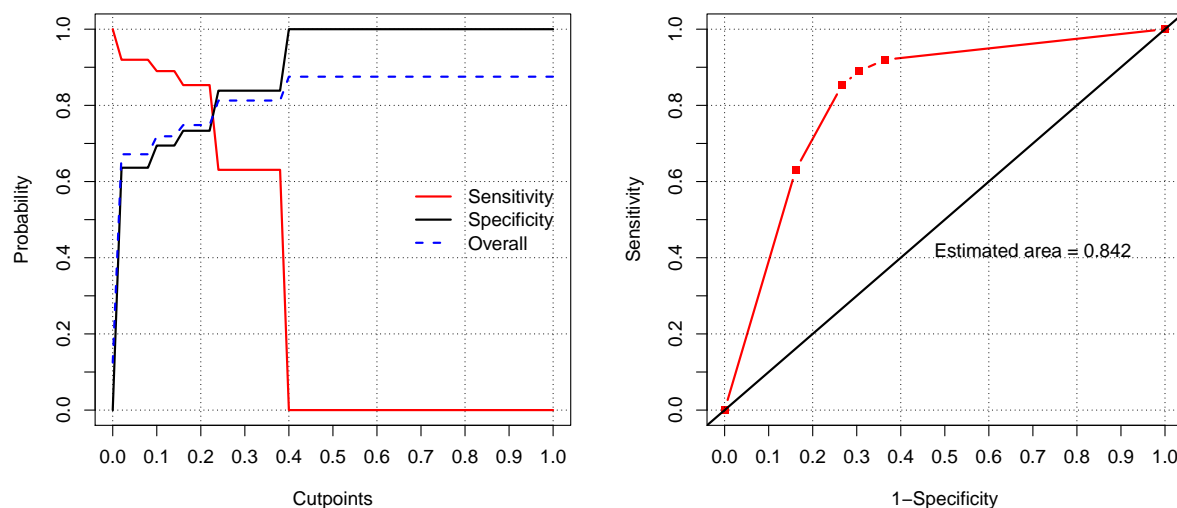 1.0
0.8
0.6
0.4
0.2
0.0
Probability
0.0 0.1 0.2 0.3 0.4 0.5 0.6 0.7 0.8 0.9 1.0
Cutpoints
Sensitivity
Specificity
Overall
1.0
0.8
0.6
0.4
0.2
0.0
Sensitivity
0.0 0.1 0.2 0.3 0.4 0.5 0.6 0.7 0.8 0.9 1.0
1−Specificity
Estimated area = 0.842